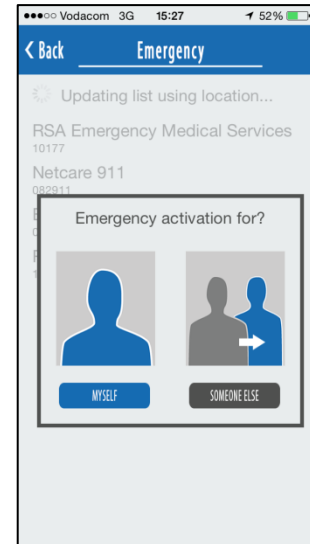 Vodacom 3G 15:27 52%
Back Emergency
Updating list using location...
RSA Emergency Medical Services
10177
Netcare 911
082911
Emergency activation for?
MYSELF SOMEONE ELSE